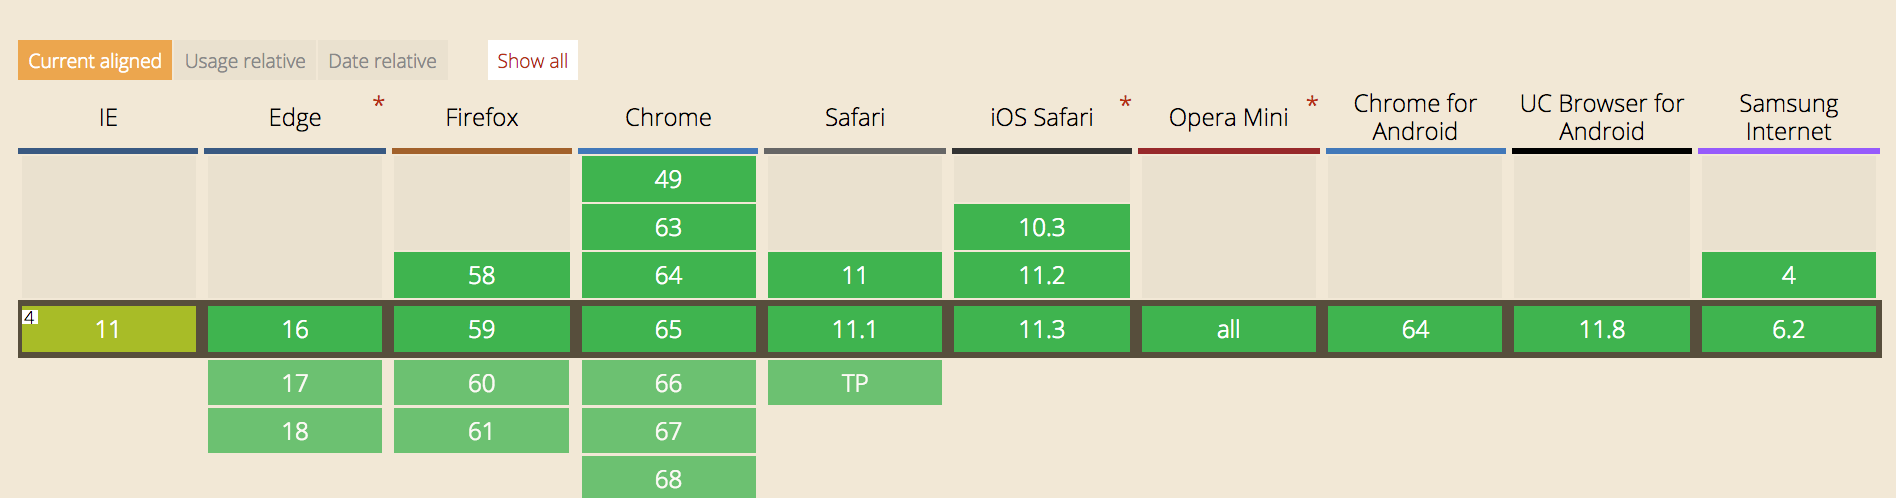 Current aligned Usage relative Date relative Show all
IE Edge * Firefox Chrome Safari iOS Safari * Opera Mini * Chrome for Android UC Browser for Android Samsung Internet
49
63 10.3
58 64 11 11.2 4
4 11 16 59 65 11.1 11.3 all 64 11.8 6.2
17 60 66 TP
18 61 67
68